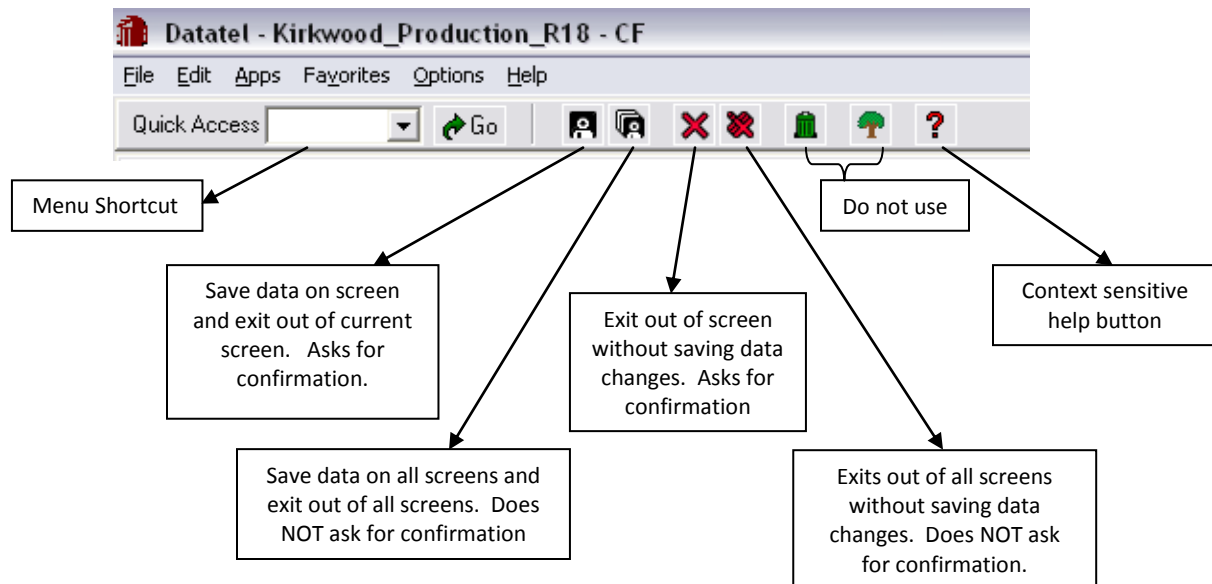 Datatel - Kirkwood_Production_R18 - CF
File Edit Apps Favorites Options Help
Quick Access Go ?
Menu Shortcut
Do not use
Save data on screen
and exit out of current
screen. Asks for
confirmation.
Exit out of screen
without saving data
changes. Asks for
confirmation
Context sensitive
help button
Save data on all screens and
exit out of all screens. Does
NOT ask for confirmation
Exits out of all screens
without saving data
changes. Does NOT ask
for confirmation.